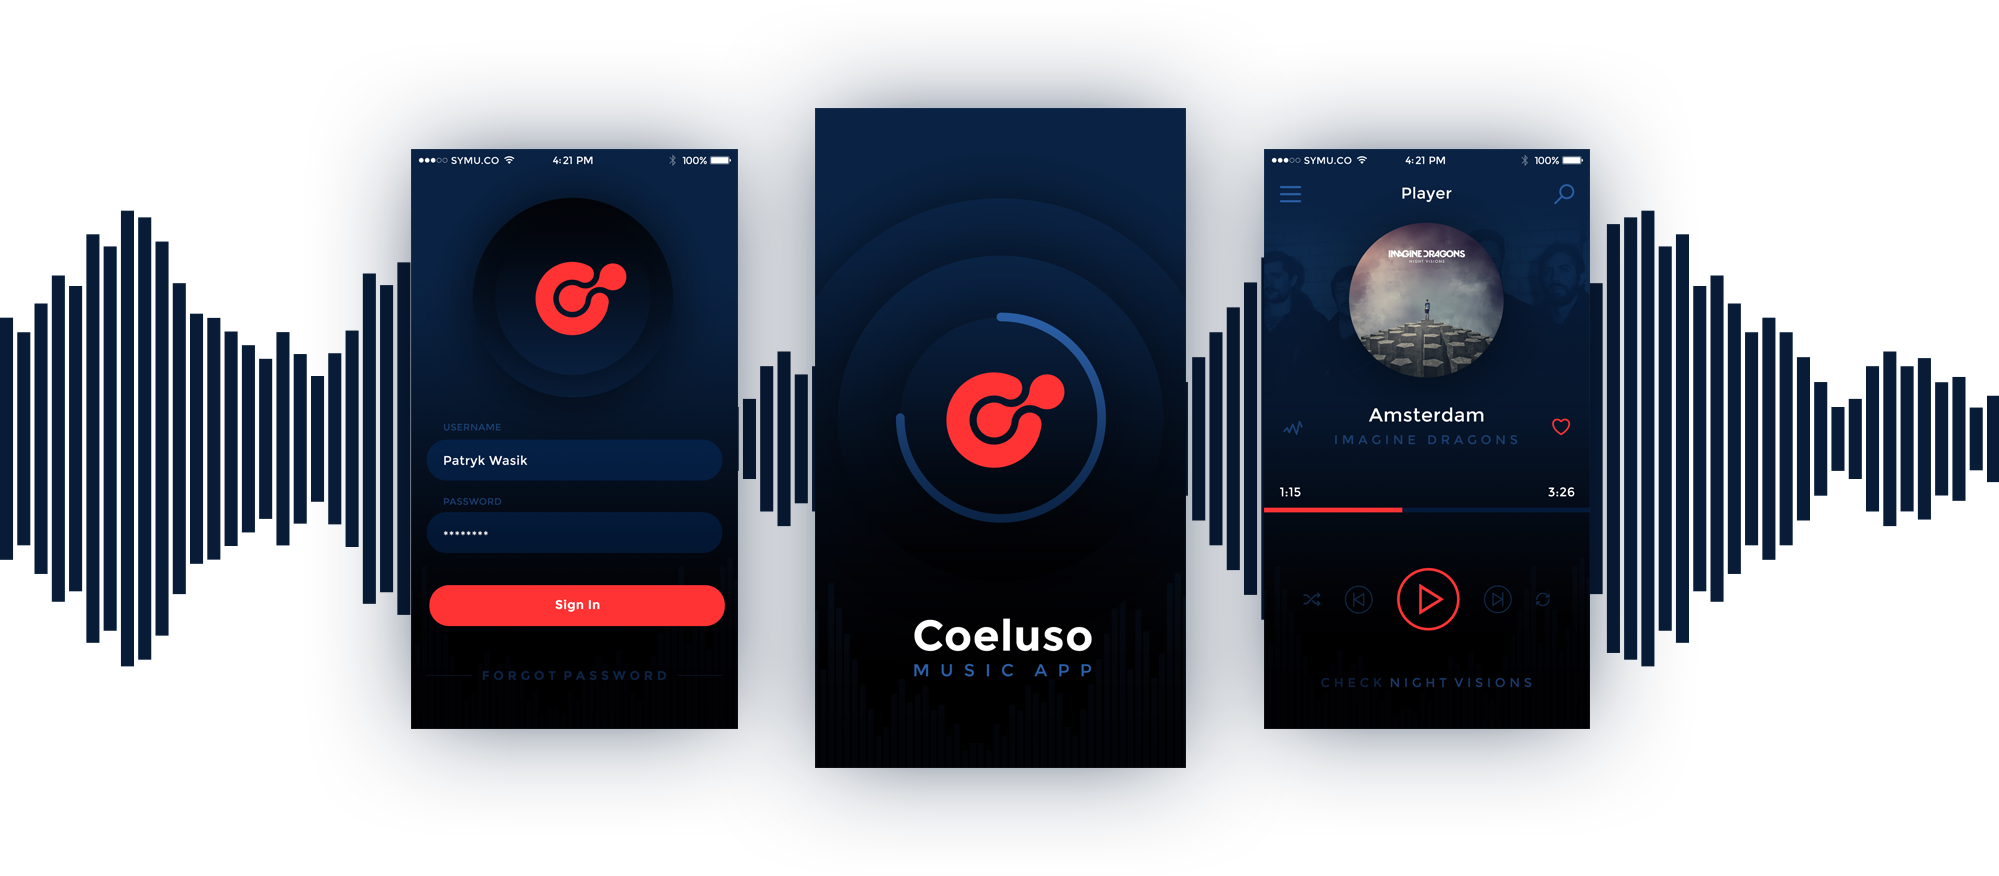 SYMU.CO 4:21 PM 100%
USERNAME
Patryk Wasik
PASSWORD
********
Sign In
FORGOT PASSWORD
Coeluso
MUSIC APP
SYMU.CO 4:21 PM 100%
Player
IMAGINE DRAGONS
NIGHT VISIONS
Amsterdam
IMAGINE DRAGONS
1:15 3:26
CHECK NIGHT VISIONS